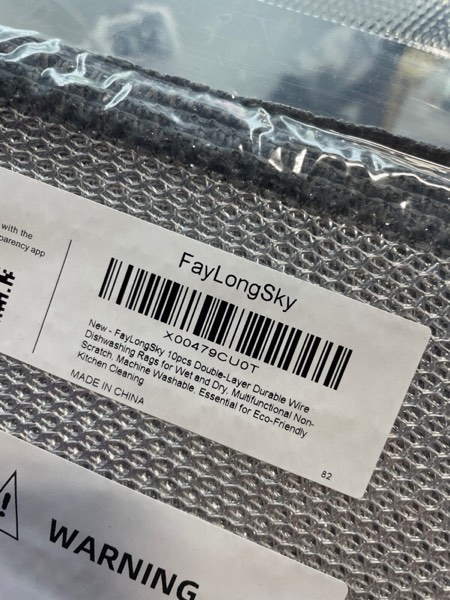 with the
parency app
FayLongSky
X00479CU0T
New - FayLongSky 10pcs Double-Layer Durable Wire
Dishwashing Rags for Wet and Dry, Multifunctional Non-
Scratch, Machine Washable, Essential for Eco-Friendly
Kitchen Cleaning
MADE IN CHINA
82
WARNING